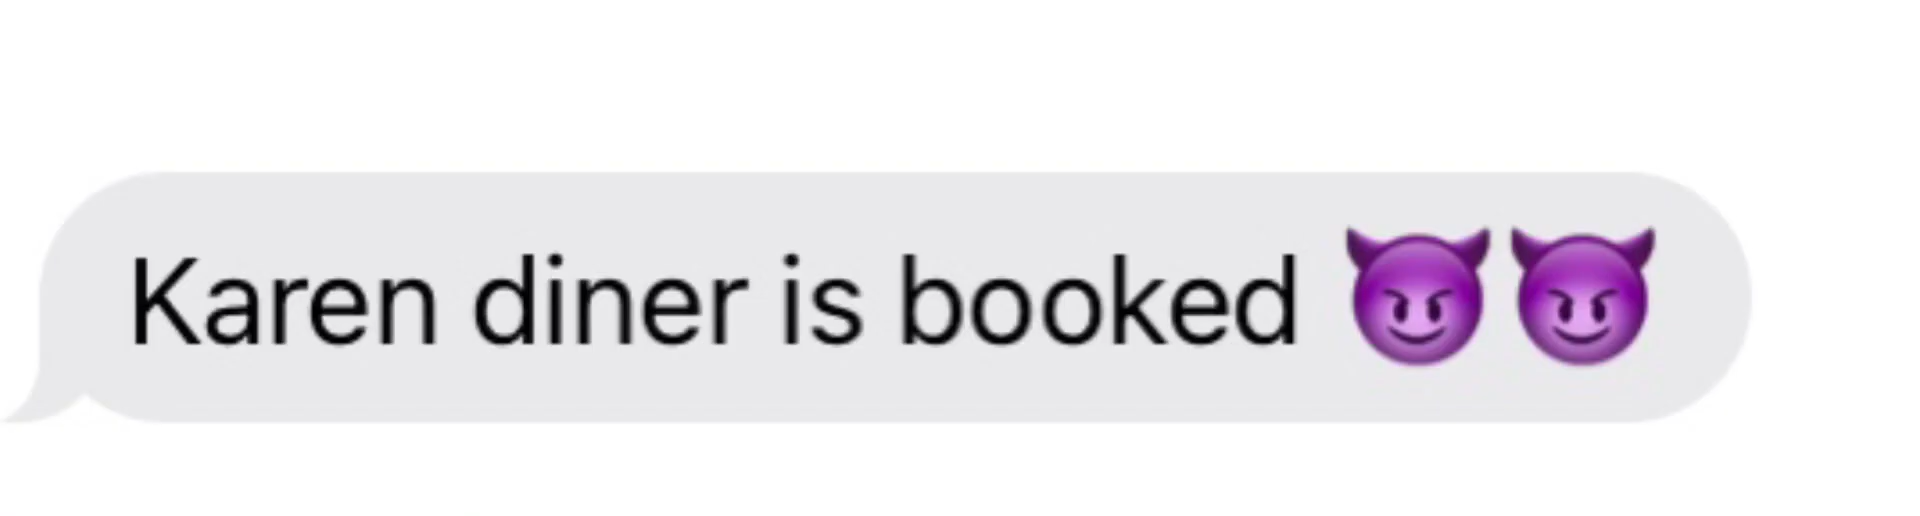 Karen diner is booked 😈😈